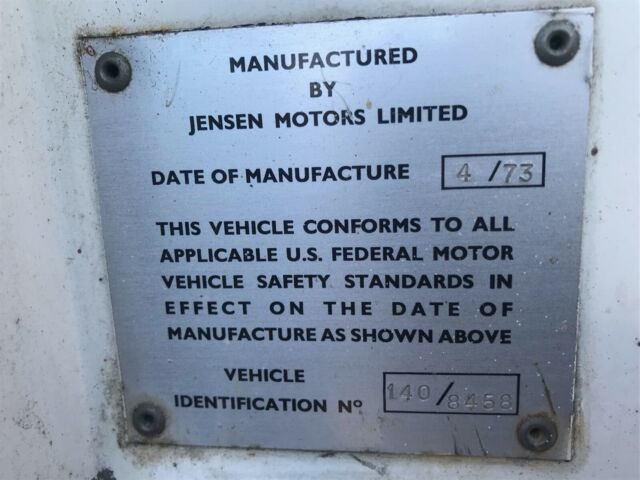 MANUFACTURED
BY
JENSEN MOTORS LIMITED
DATE OF MANUFACTURE 4 /73
THIS VEHICLE CONFORMS TO ALL
APPLICABLE U.S. FEDERAL MOTOR
VEHICLE SAFETY STANDARDS IN
EFFECT ON THE DATE OF
MANUFACTURE AS SHOWN ABOVE
VEHICLE
IDENTIFICATION Nº 140/8458